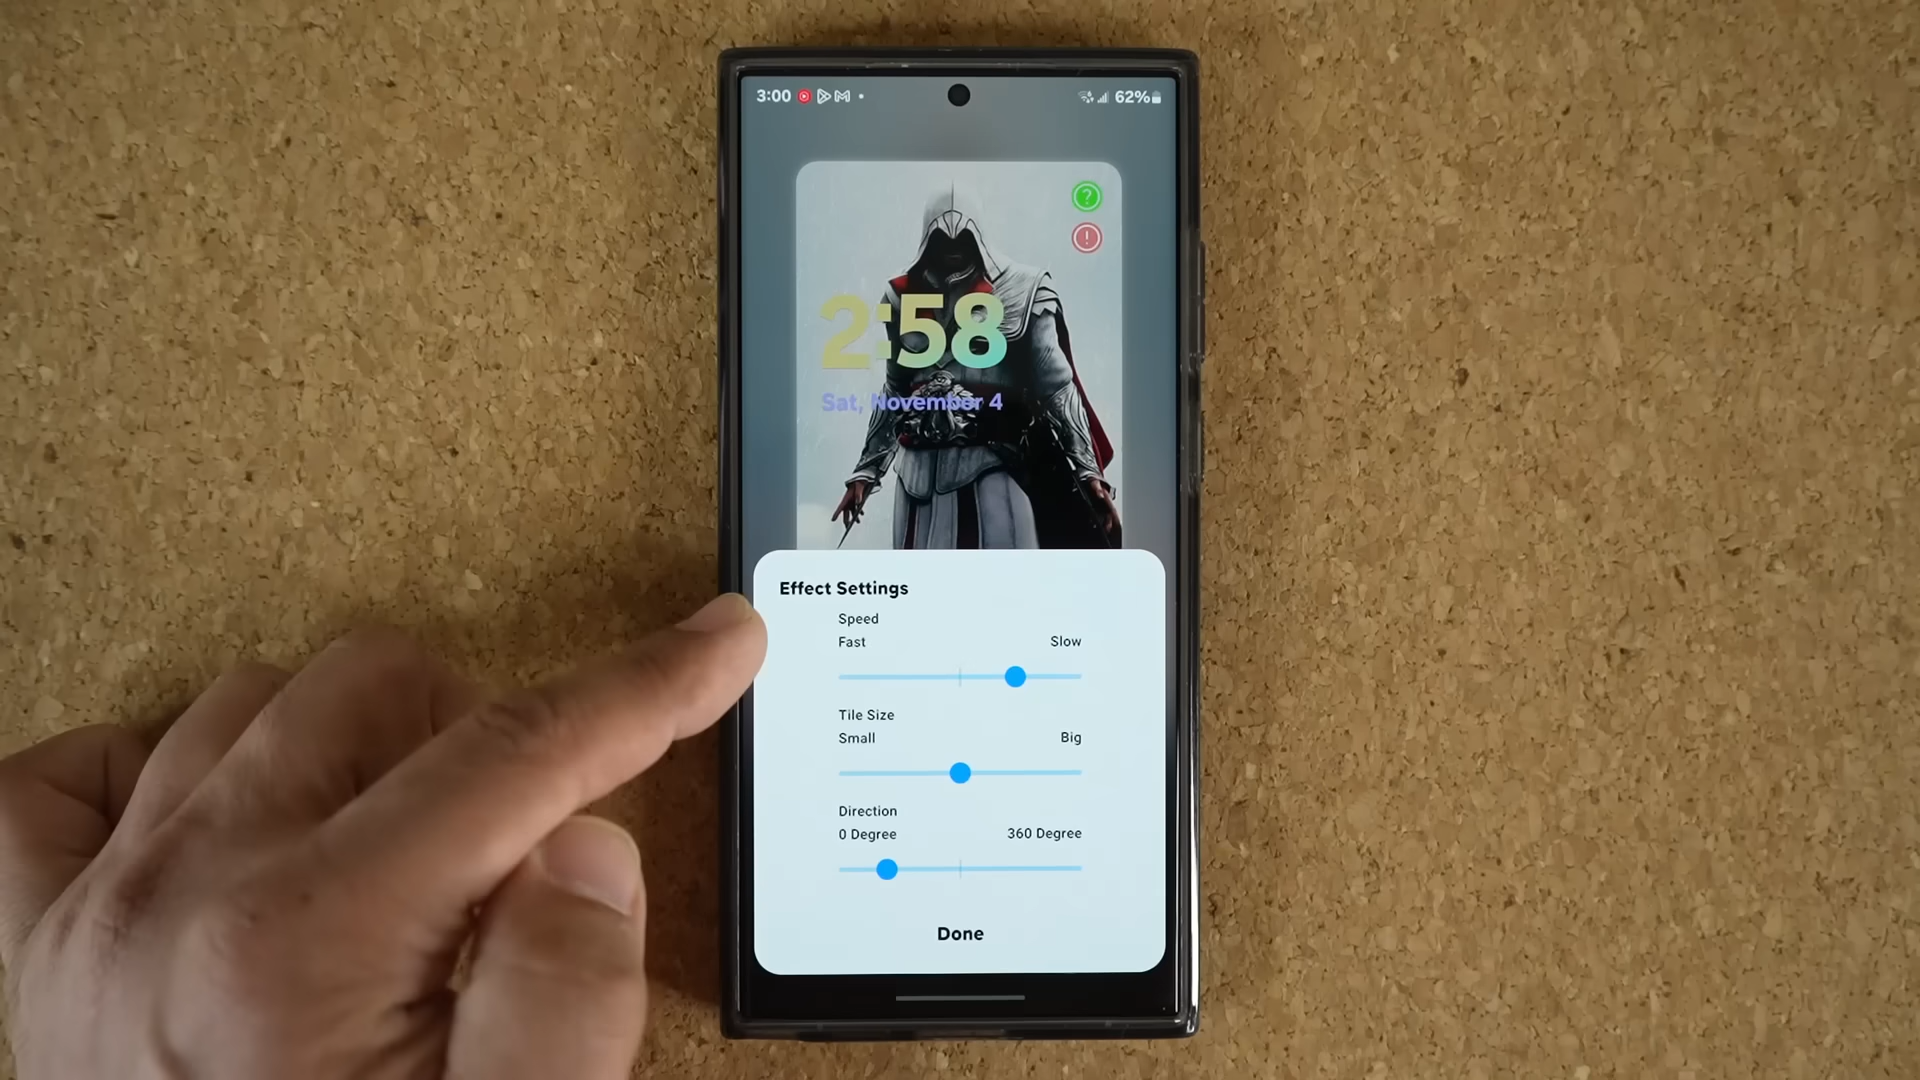 3:00 62%
?
!
2:58
Sat, November 4
Effect Settings
Speed
Fast Slow
Tile Size
Small Big
Direction
0 Degree 360 Degree
Done